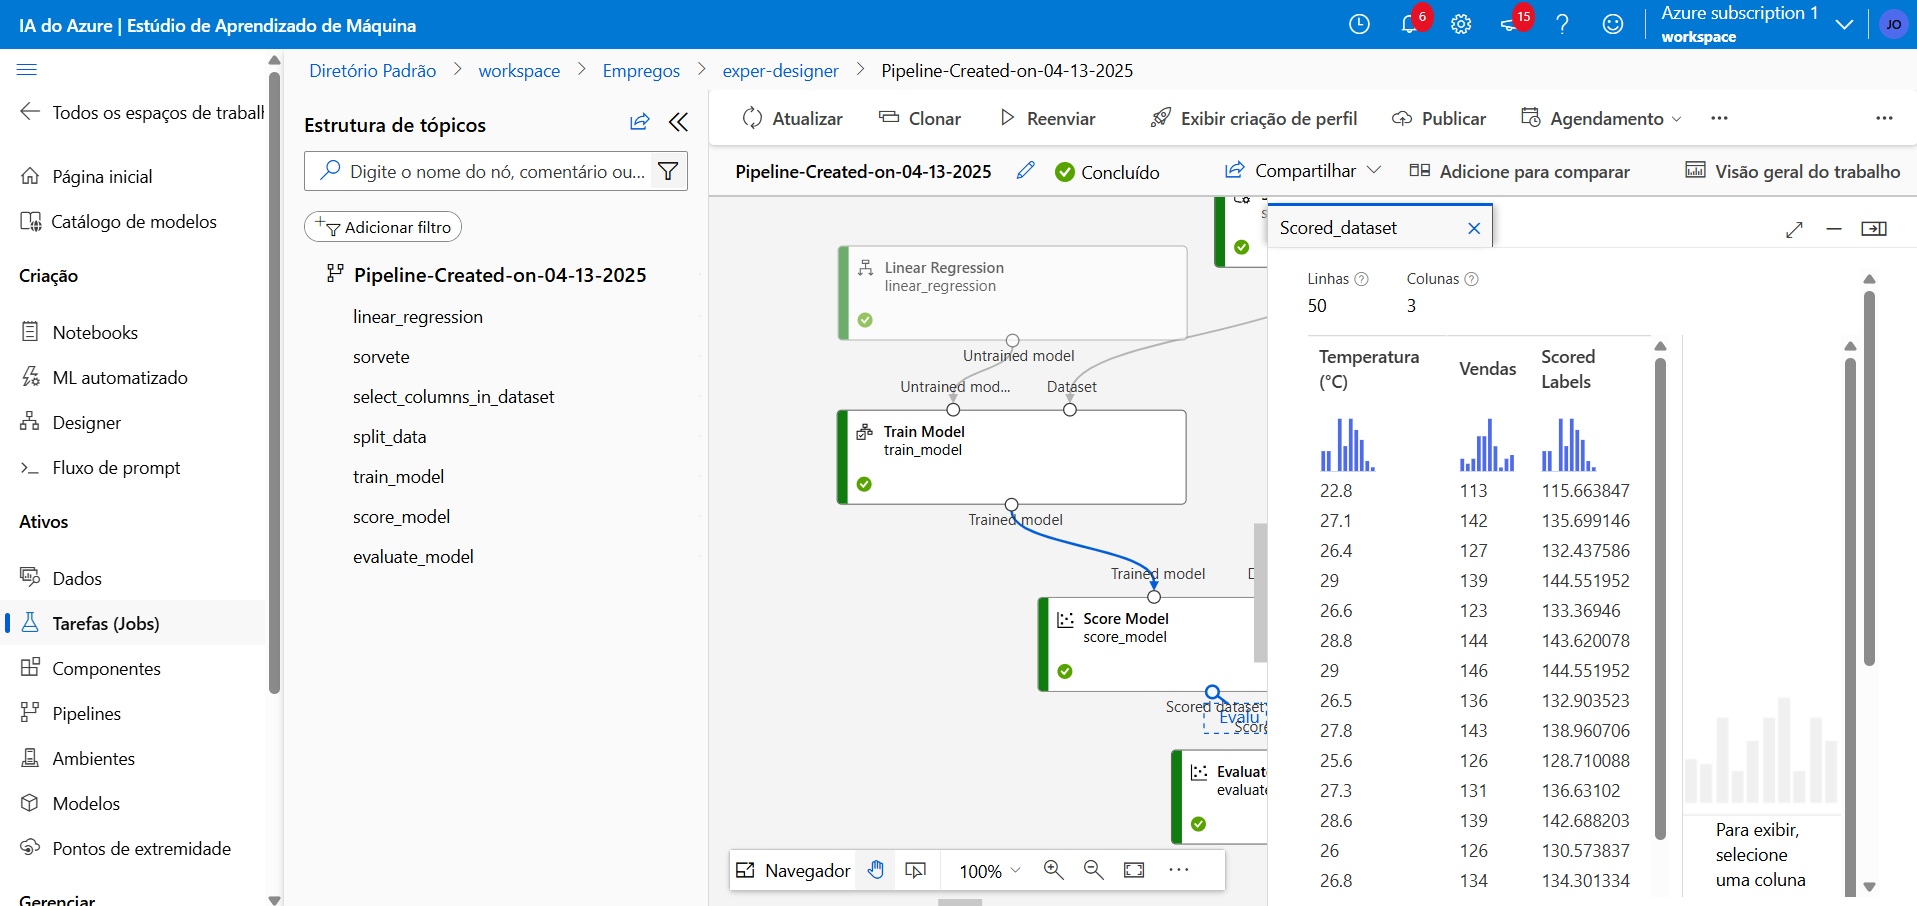 IA do Azure | Estúdio de Aprendizado de Máquina
6
15
Azure subscription 1
workspace
JO
Todos os espaços de trabalh
Página inicial
Catálogo de modelos
Criação
Notebooks
ML automatizado
Designer
Fluxo de prompt
Ativos
Dados
Tarefas (Jobs)
Componentes
Pipelines
Ambientes
Modelos
Pontos de extremidade
Gerenciar
Diretório Padrão > workspace > Empregos > exper-designer > Pipeline-Created-on-04-13-2025
Estrutura de tópicos
Digite o nome do nó, comentário ou...
Adicionar filtro
Pipeline-Created-on-04-13-2025
linear_regression
sorvete
select_columns_in_dataset
split_data
train_model
score_model
evaluate_model
Atualizar Clonar Reenviar Exibir criação de perfil Publicar Agendamento
Pipeline-Created-on-04-13-2025 Concluído Compartilhar Adicione para comparar Visão geral do trabalho
Linear Regression
linear_regression
Untrained model
Untrained mod... Dataset
Train Model
train_model
Trained model
Trained model D
Score Model
score_model
Scored dataset
Evalu
Score
Evaluate
evaluate
Navegador 100%
Scored_dataset
Linhas Colunas
50 3
Temperatura (°C) Vendas Scored Labels
22.8 113 115.663847
27.1 142 135.699146
26.4 127 132.437586
29 139 144.551952
26.6 123 133.36946
28.8 144 143.620078
29 146 144.551952
26.5 136 132.903523
27.8 143 138.960706
25.6 126 128.710088
27.3 131 136.63102
28.6 139 142.688203
26 126 130.573837
26.8 134 134.301334
Para exibir,
selecione
uma coluna